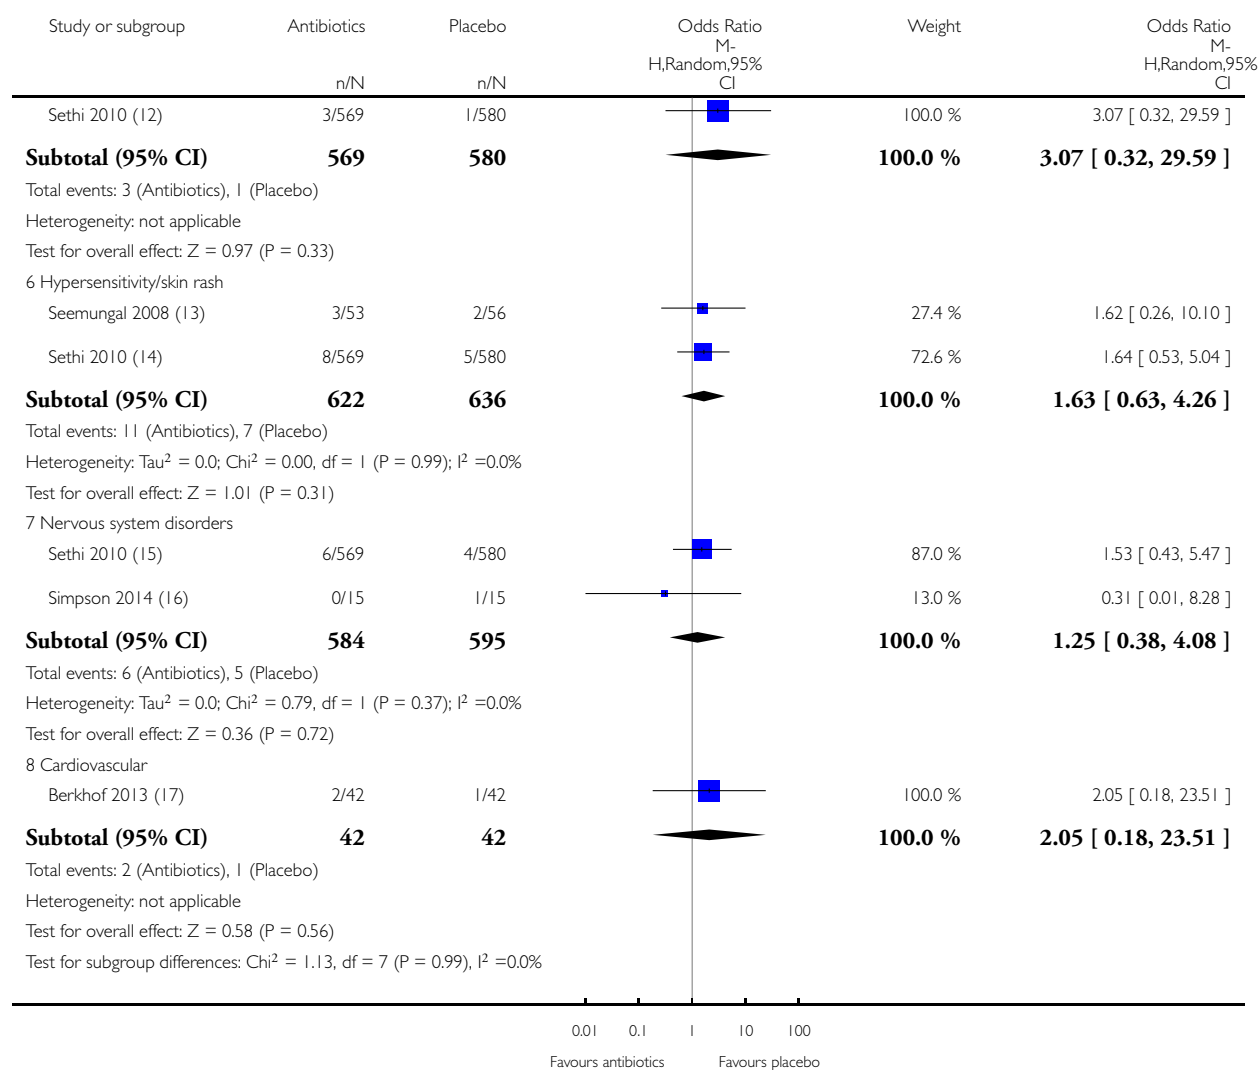 Study or subgroup Antibiotics Placebo Odds Ratio Weight Odds Ratio
M- M-
H,Random,95% H,Random,95%
n/N n/N CI CI
Sethi 2010 (12) 3/569 1/580 100.0 % 3.07 [ 0.32, 29.59 ]
Subtotal (95% CI) 569 580 100.0 % 3.07 [ 0.32, 29.59 ]
Total events: 3 (Antibiotics), 1 (Placebo)
Heterogeneity: not applicable
Test for overall effect: Z = 0.97 (P = 0.33)
6 Hypersensitivity/skin rash
Seemungal 2008 (13) 3/53 2/56 27.4 % 1.62 [ 0.26, 10.10 ]
Sethi 2010 (14) 8/569 5/580 72.6 % 1.64 [ 0.53, 5.04 ]
Subtotal (95% CI) 622 636 100.0 % 1.63 [ 0.63, 4.26 ]
Total events: 11 (Antibiotics), 7 (Placebo)
Heterogeneity: Tau² = 0.0; Chi² = 0.00, df = 1 (P = 0.99); I² =0.0%
Test for overall effect: Z = 1.01 (P = 0.31)
7 Nervous system disorders
Sethi 2010 (15) 6/569 4/580 87.0 % 1.53 [ 0.43, 5.47 ]
Simpson 2014 (16) 0/15 1/15 13.0 % 0.31 [ 0.01, 8.28 ]
Subtotal (95% CI) 584 595 100.0 % 1.25 [ 0.38, 4.08 ]
Total events: 6 (Antibiotics), 5 (Placebo)
Heterogeneity: Tau² = 0.0; Chi² = 0.79, df = 1 (P = 0.37); I² =0.0%
Test for overall effect: Z = 0.36 (P = 0.72)
8 Cardiovascular
Berkhof 2013 (17) 2/42 1/42 100.0 % 2.05 [ 0.18, 23.51 ]
Subtotal (95% CI) 42 42 100.0 % 2.05 [ 0.18, 23.51 ]
Total events: 2 (Antibiotics), 1 (Placebo)
Heterogeneity: not applicable
Test for overall effect: Z = 0.58 (P = 0.56)
Test for subgroup differences: Chi² = 1.13, df = 7 (P = 0.99), I² =0.0%
0.01 0.1 1 10 100
Favours antibiotics Favours placebo